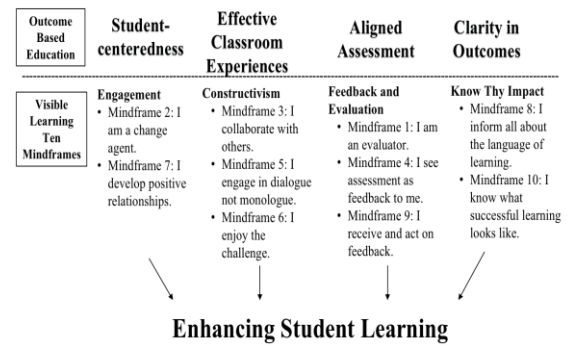 Outcome
Based
Education
Student-
centeredness
Effective
Classroom
Experiences
Aligned
Assessment
Clarity in
Outcomes
Visible
Learning
Ten
Mindframes
Engagement
• Mindframe 2: I
am a change
agent.
• Mindframe 7: I
develop positive
relationships.
Constructivism
• Mindframe 3: I
collaborate with
others.
• Mindframe 5: I
engage in dialogue
not monologue.
• Mindframe 6: I
enjoy the
challenge.
Feedback and
Evaluation
• Mindframe 1: I am
an evaluator.
• Mindframe 4: I see
assessment as
feedback to me.
• Mindframe 9: I
receive and act on
feedback.
Know Thy Impact
• Mindframe 8: I
inform all about
the language of
learning.
• Mindframe 10: I
know what
successful learning
looks like.
Enhancing Student Learning